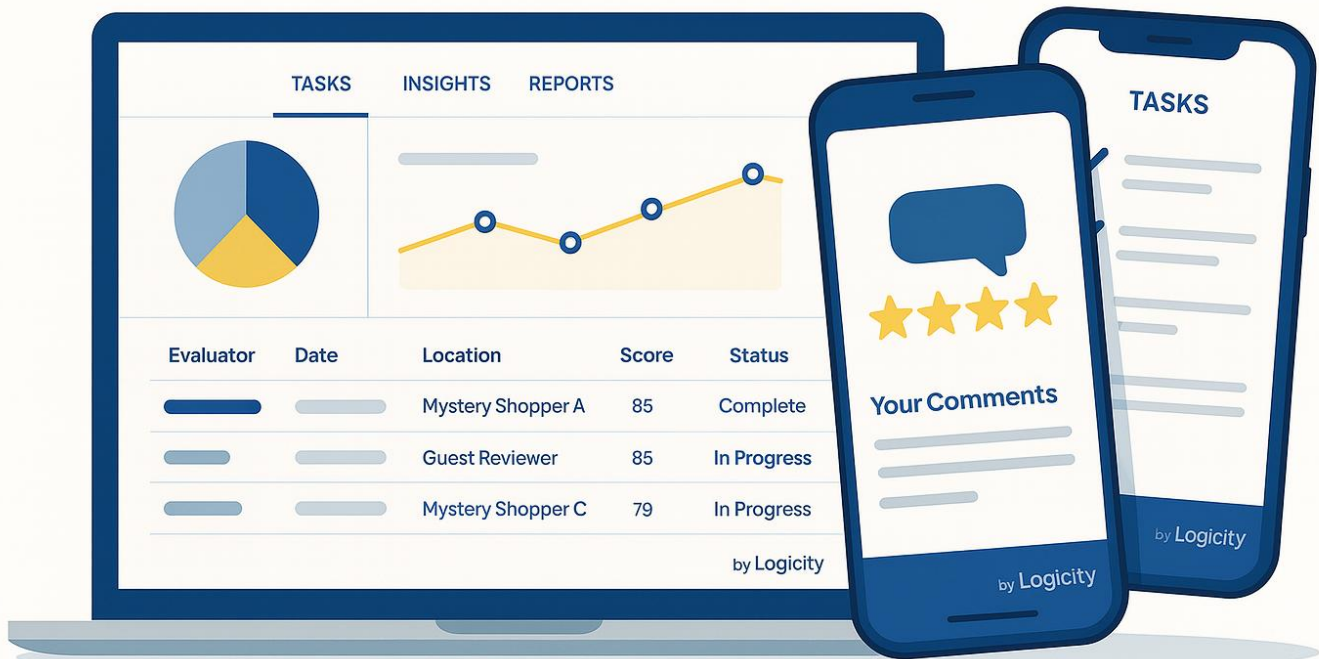 TASKS INSIGHTS REPORTS
Evaluator Date Location Score Status
Mystery Shopper A 85 Complete
Guest Reviewer 85 In Progress
Mystery Shopper C 79 In Progress
by Logicity
Your Comments
by Logicity
TASKS
by Logicity